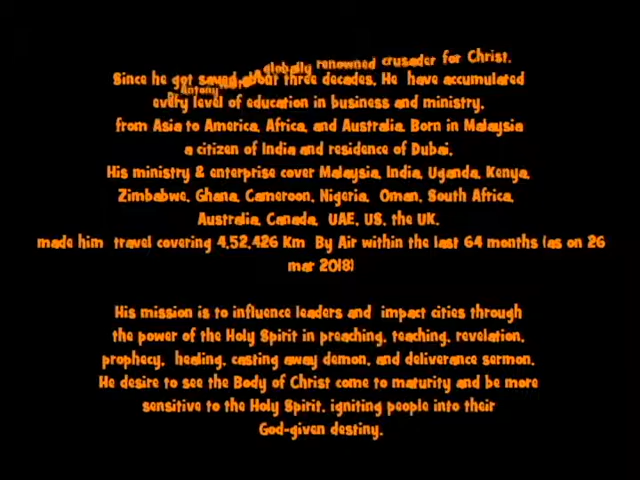 Dr Antony globally renowned crusader for Christ.
Since he got saved about three decades, He have accumulated
every level of education in business and ministry,
from Asia to America, Africa, and Australia. Born in Malaysia
a citizen of India and residence of Dubai.
His ministry & enterprise cover Malaysia, India, Uganda, Kenya,
Zimbabwe, Ghana, Cameroon, Nigeria, Oman, South Africa,
Australia, Canada, UAE, US, the UK,
made him travel covering 4,52,426 Km By Air within the last 64 months (as on 26
mar 2018)
His mission is to influence leaders and impact cities through
the power of the Holy Spirit in preaching, teaching, revelation,
prophecy, healing, casting away demon, and deliverance sermon.
He desire to see the Body of Christ come to maturity and be more
sensitive to the Holy Spirit, igniting people into their
God-given destiny.